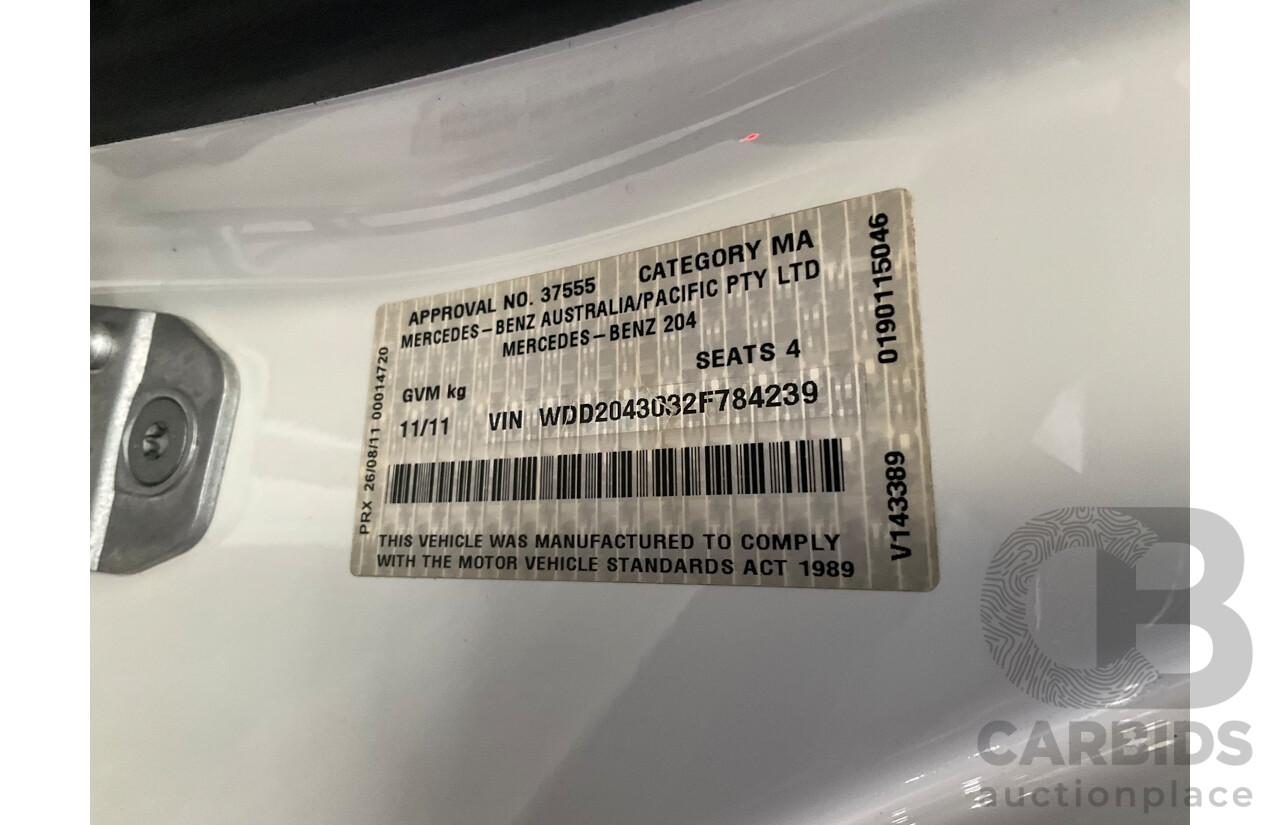 APPROVAL NO. 37555 CATEGORY MA
MERCEDES-BENZ AUSTRALIA/PACIFIC PTY LTD
MERCEDES-BENZ 204
SEATS 4
GVM kg
11/11 VIN WDD2043032F784239
THIS VEHICLE WAS MANUFACTURED TO COMPLY
WITH THE MOTOR VEHICLE STANDARDS ACT 1989
PRX 26/08/11 00014720
0190115046
V143389
CB
CARBIDS
auctionplace